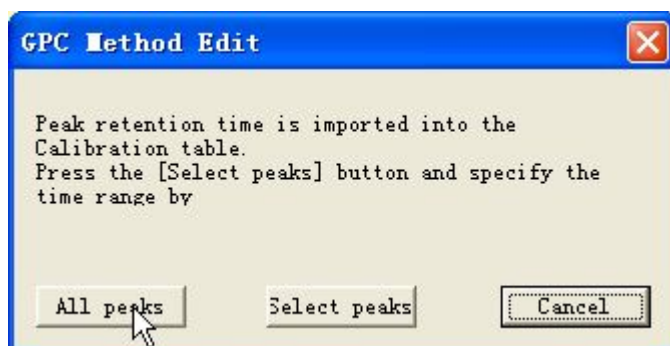 GPC Method Edit
Peak retention time is imported into the
Calibration table.
Press the [Select peaks] button and specify the
time range by
All peaks
Select peaks
Cancel